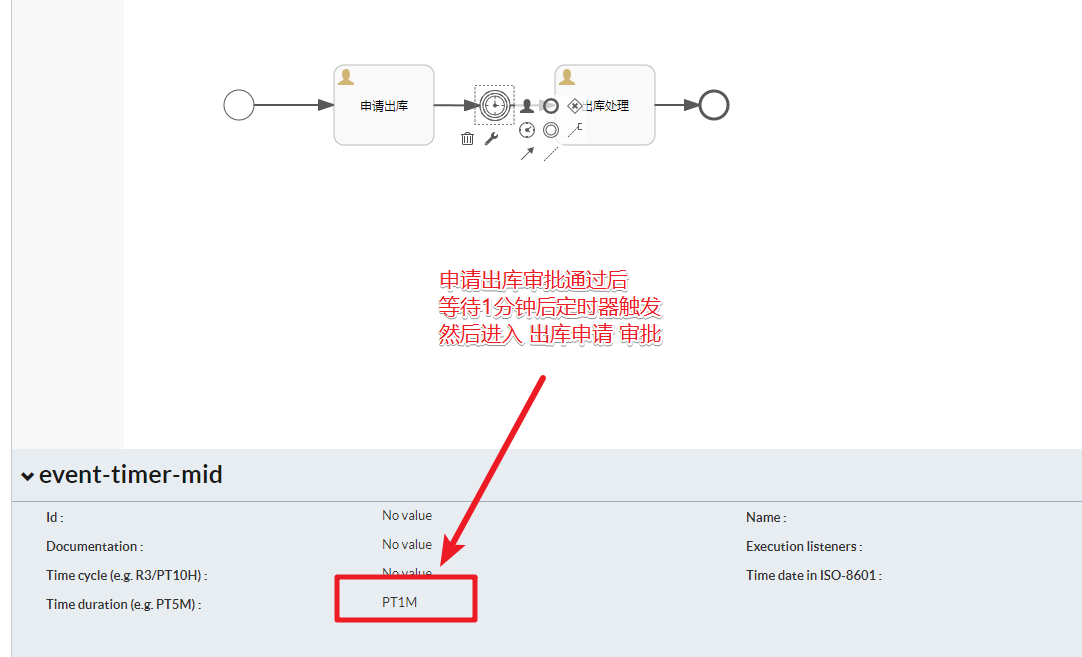 申请出库
出库处理
申请出库审批通过后
等待1分钟后定时器触发
然后进入 出库申请 审批
event-timer-mid
Id :
No value
Name :
Documentation :
No value
Execution listeners :
Time cycle (e.g. R3/PT10H) :
No value
Time date in ISO-8601 :
Time duration (e.g. PT5M) :
PT1M